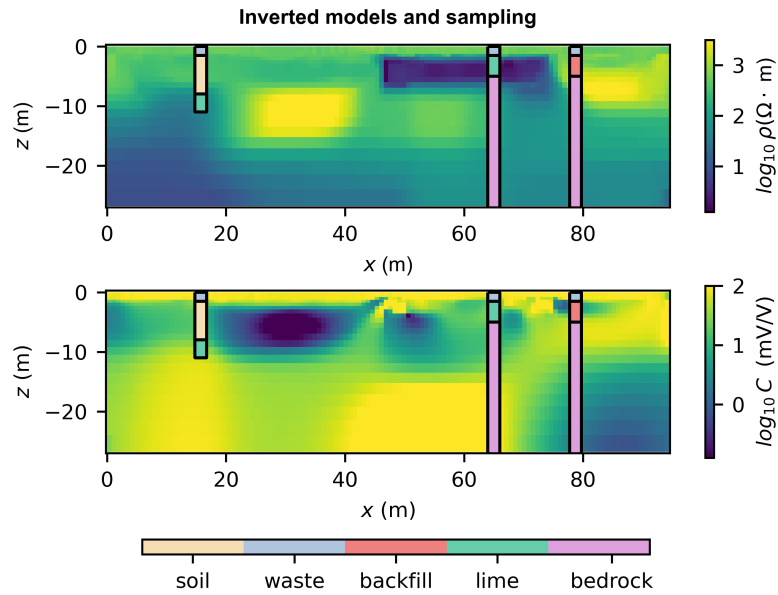 Inverted models and sampling
0
−10
−20
z (m)
0 20 40 60 80
x (m)
3
2
1
log₁₀ ρ(Ω · m)
0
−10
−20
z (m)
0 20 40 60 80
x (m)
2
1
0
log₁₀ C (mV/V)
soil waste backfill lime bedrock